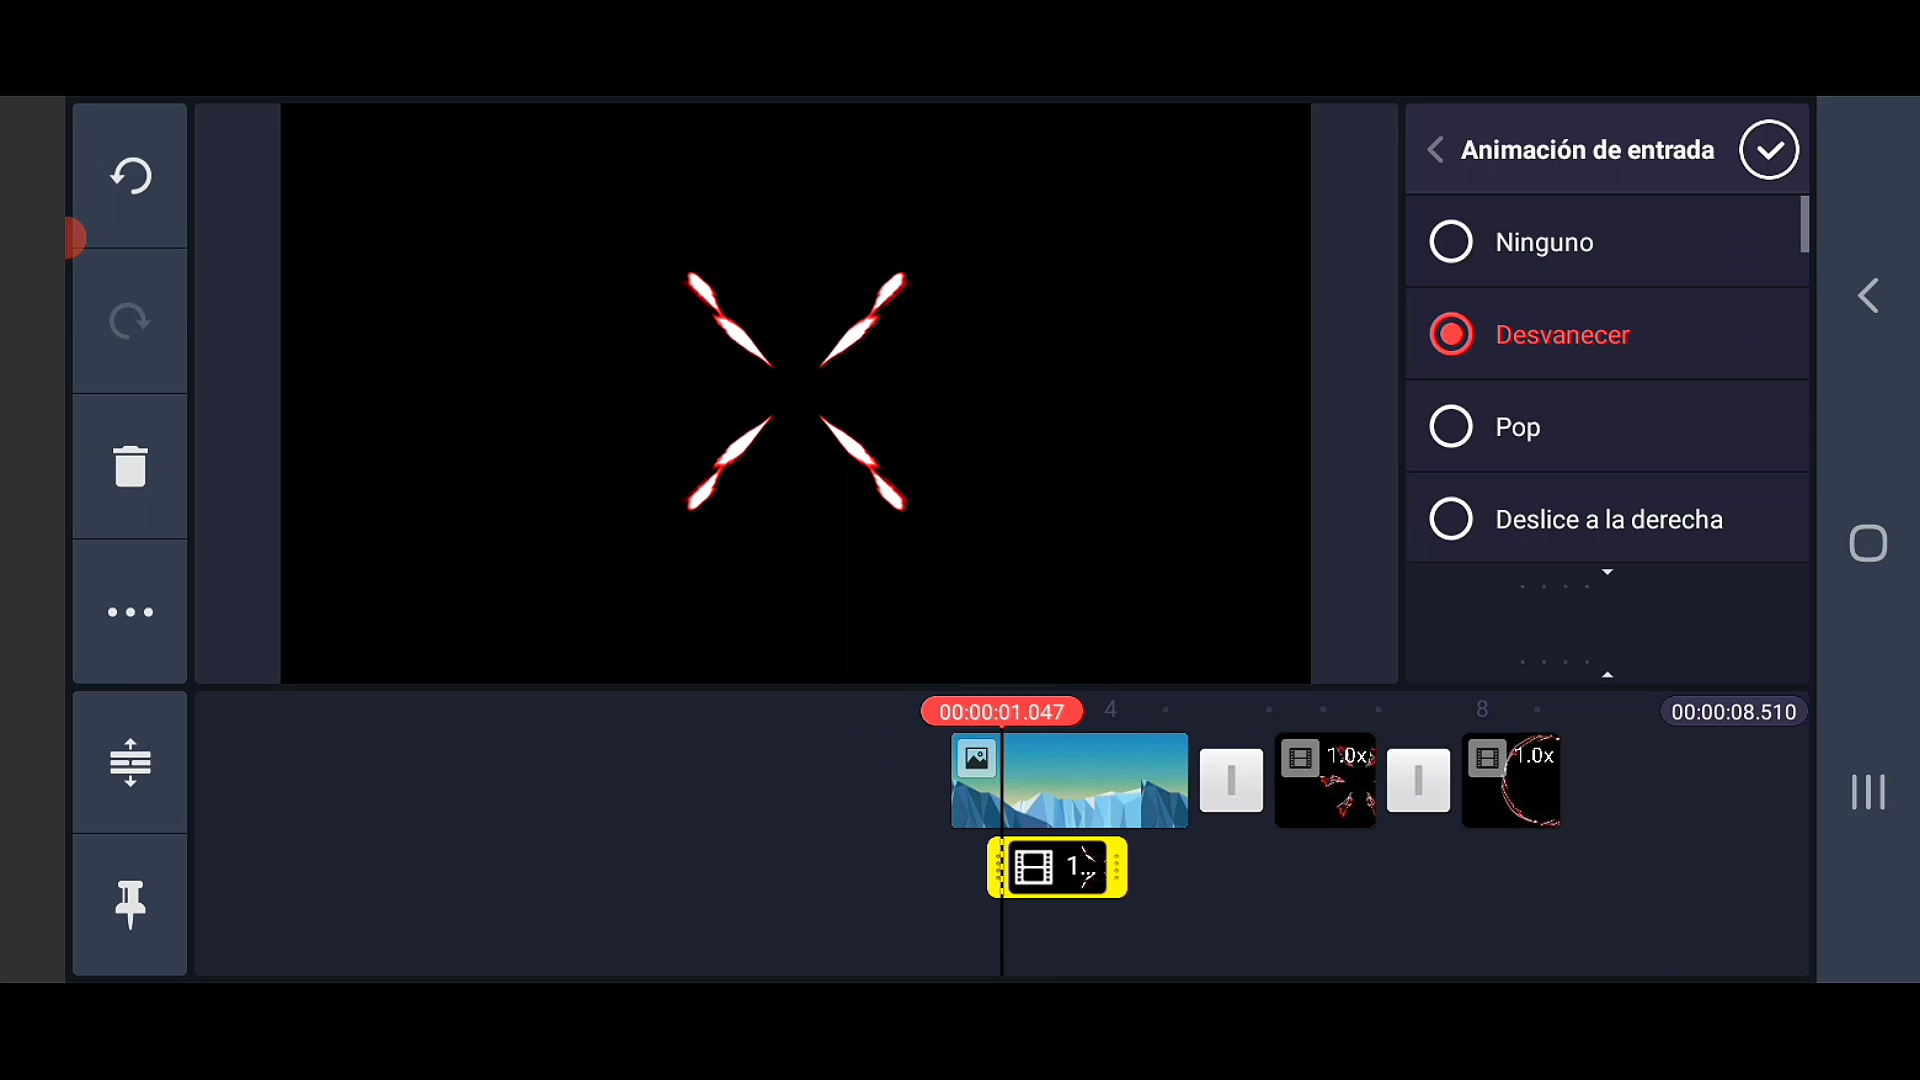 Animación de entrada
Ninguno
Desvanecer
Pop
Deslice a la derecha
00:00:01.047
4
8
00:00:08.510
1.0x
1.0x
1...